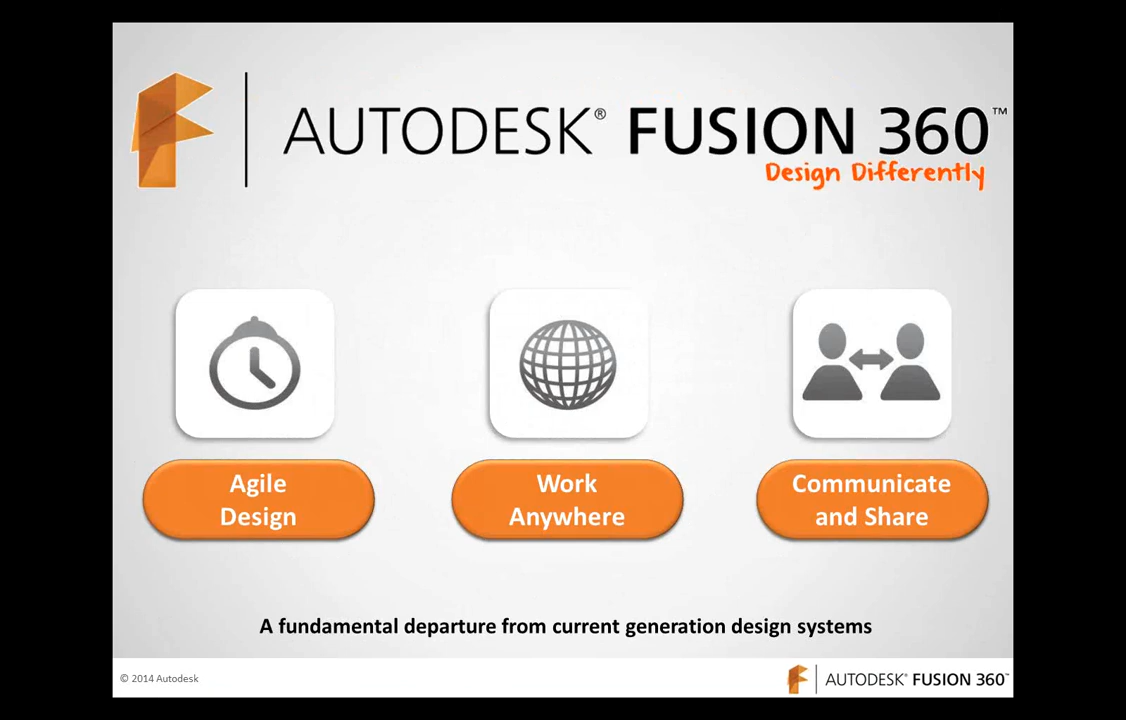 AUTODESK® FUSION 360™
Design Differently
Agile
Design
Work
Anywhere
Communicate
and Share
A fundamental departure from current generation design systems
© 2014 Autodesk
AUTODESK® FUSION 360™